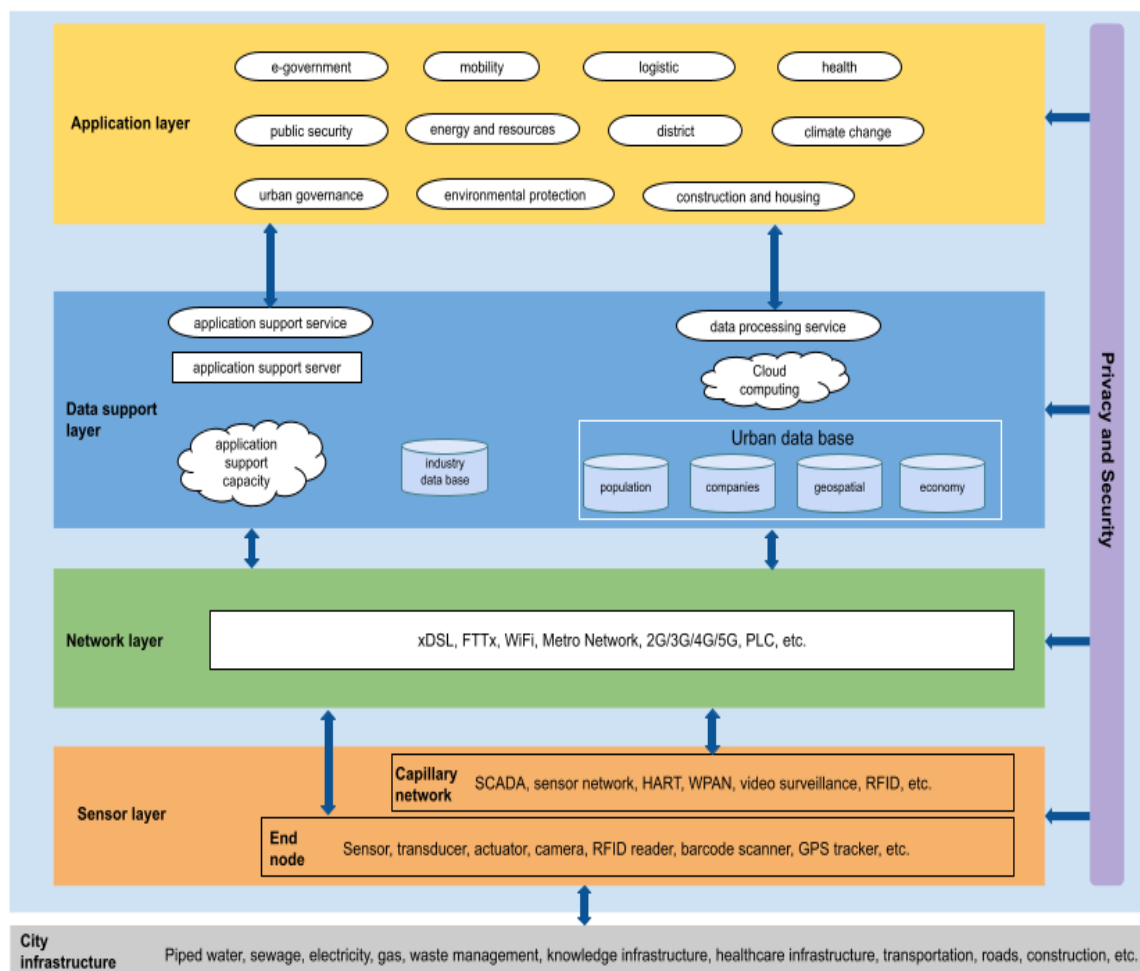 e-government
mobility
logistic
health
Application layer
public security
energy and resources
district
climate change
urban governance
environmental protection
construction and housing
application support service
data processing service
application support server
Cloud
computing
Data support
layer
Urban data base
application
support
capacity
industry
data base
population
companies
geospatial
economy
Privacy and Security
Network layer
xDSL, FTTx, WiFi, Metro Network, 2G/3G/4G/5G, PLC, etc.
Capillary
network
SCADA, sensor network, HART, WPAN, video surveillance, RFID, etc.
Sensor layer
End
node
Sensor, transducer, actuator, camera, RFID reader, barcode scanner, GPS tracker, etc.
City
infrastructure
Piped water, sewage, electricity, gas, waste management, knowledge infrastructure, healthcare infrastructure, transportation, roads, construction, etc.